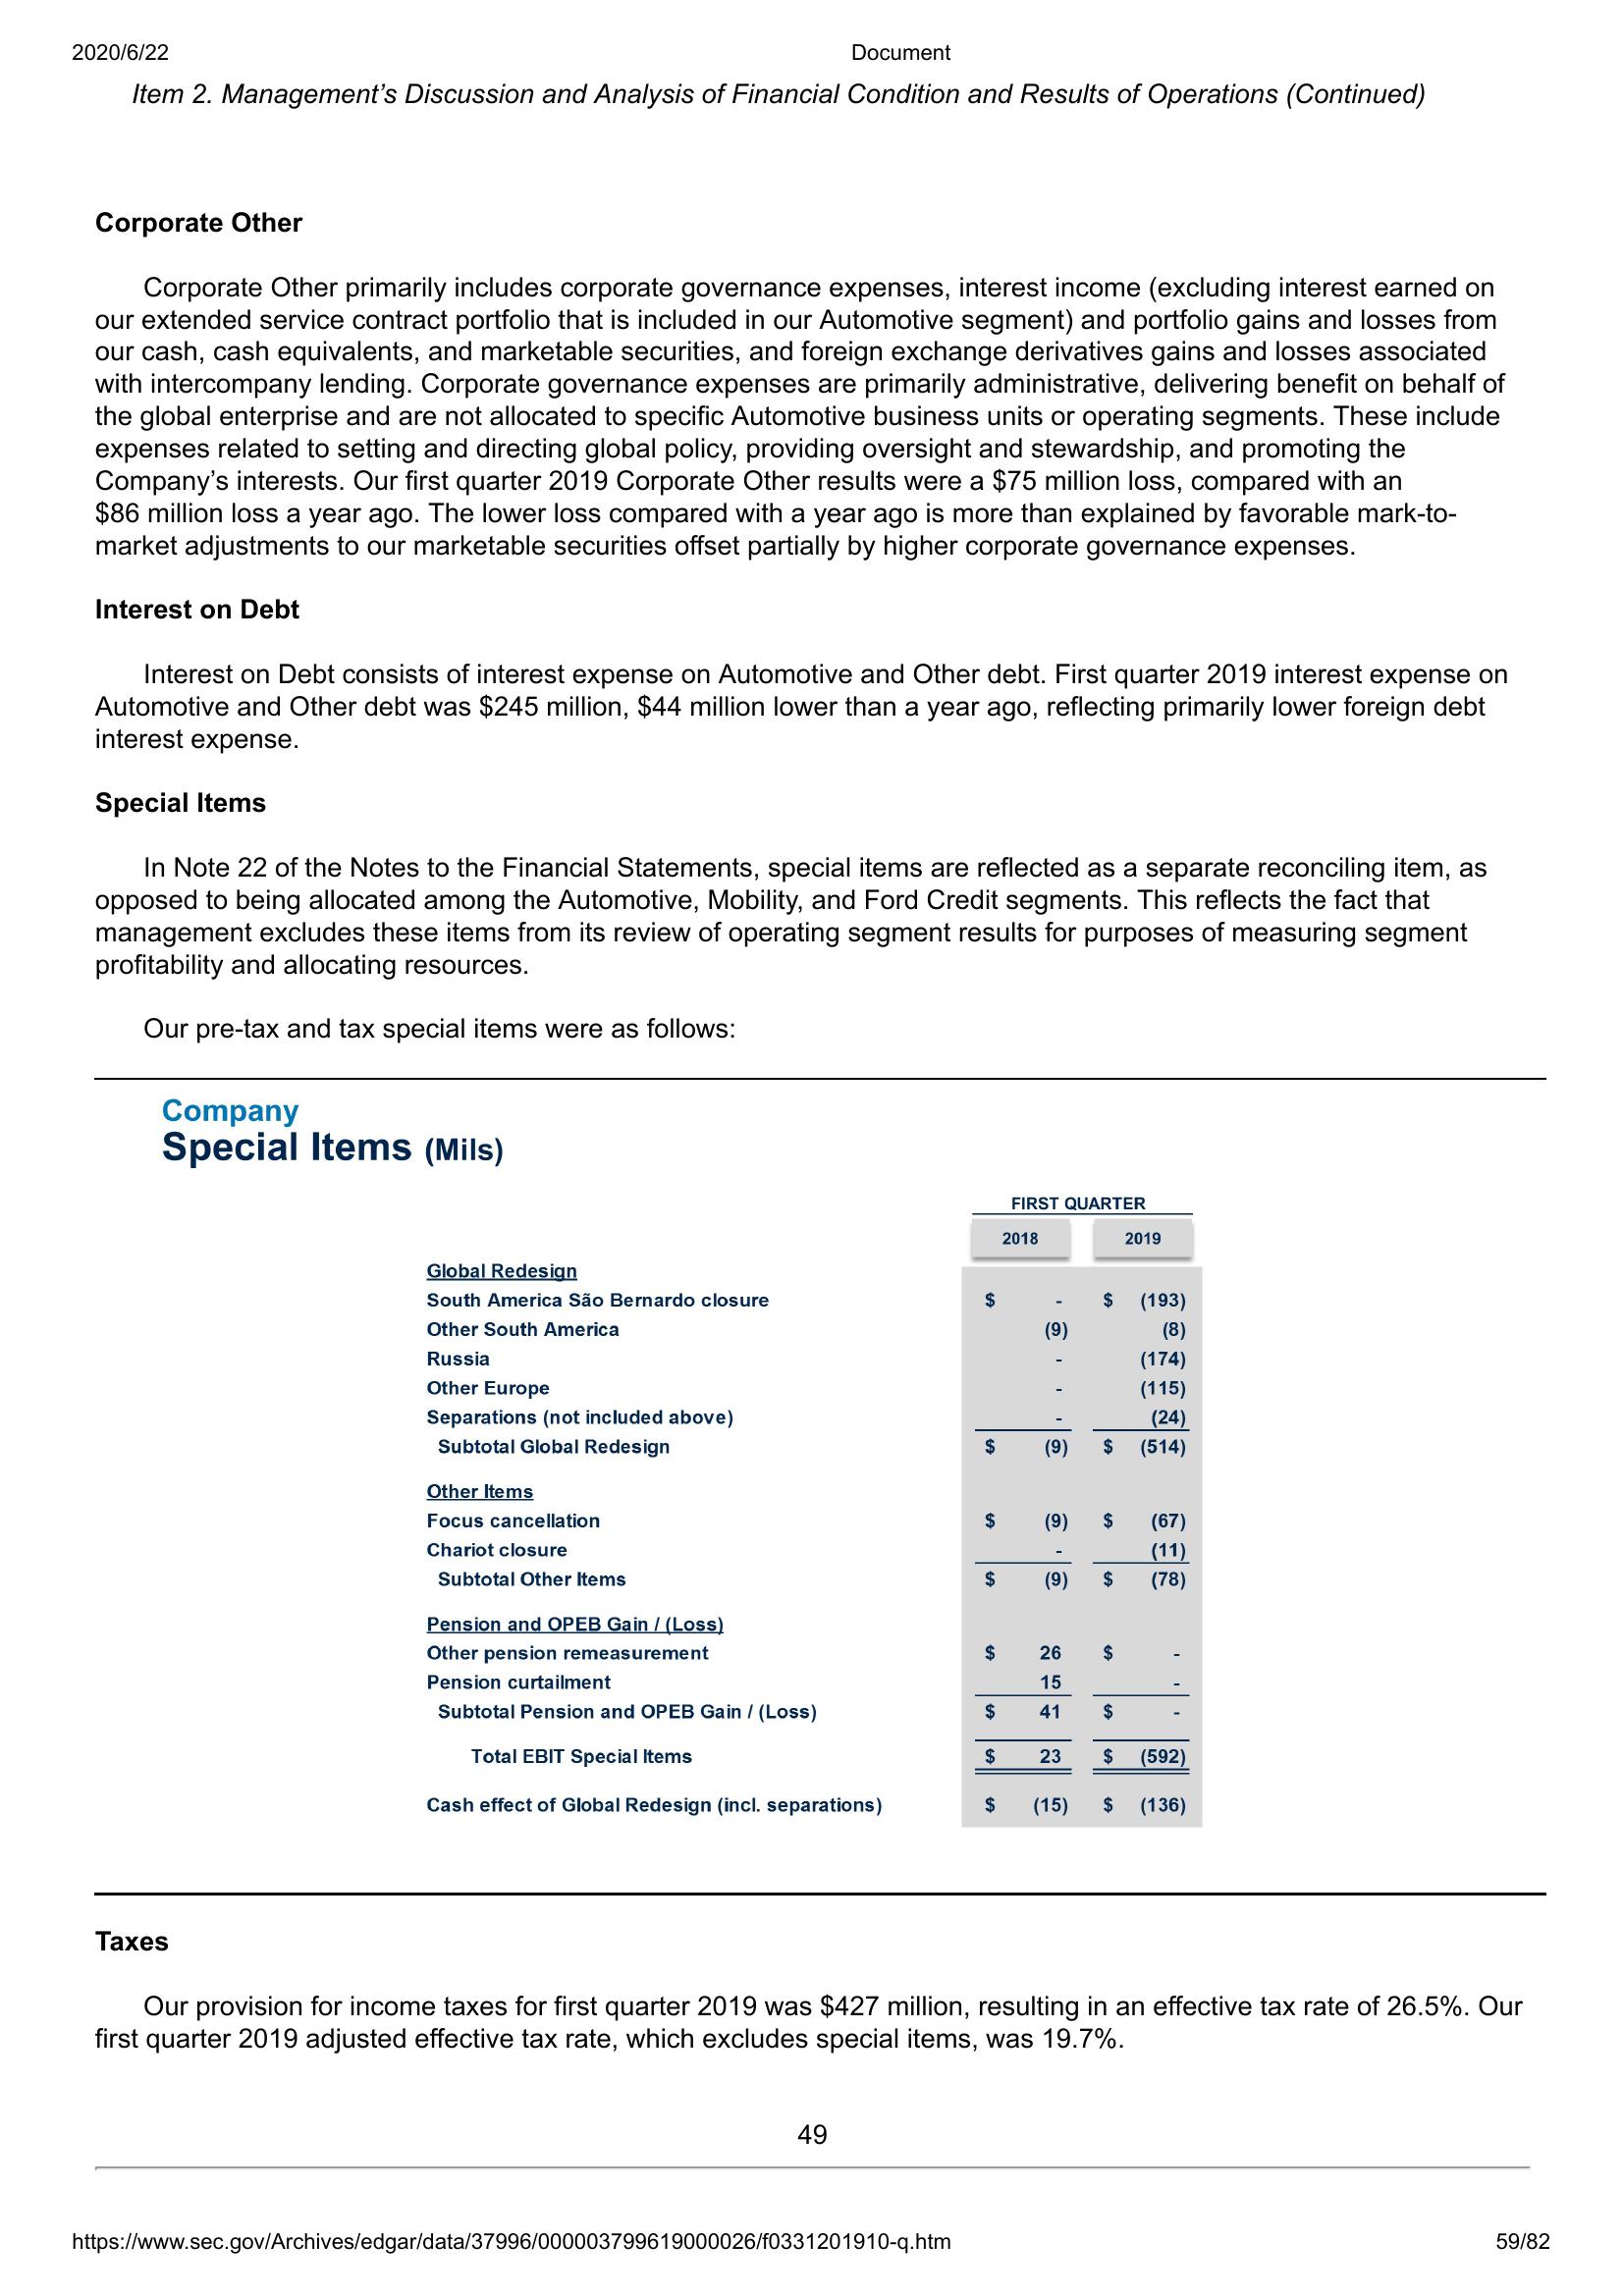 2020/6/22 Document
Item 2. Management’s Discussion and Analysis of Financial Condition and Results of Operations (Continued)
Corporate Other
Corporate Other primarily includes corporate governance expenses, interest income (excluding interest earned on
our extended service contract portfolio that is included in our Automotive segment) and portfolio gains and losses from
our cash, cash equivalents, and marketable securities, and foreign exchange derivatives gains and losses associated
with intercompany lending. Corporate governance expenses are primarily administrative, delivering benefit on behalf of
the global enterprise and are not allocated to specific Automotive business units or operating segments. These include
expenses related to setting and directing global policy, providing oversight and stewardship, and promoting the
Company’s interests. Our first quarter 2019 Corporate Other results were a $75 million loss, compared with an
$86 million loss a year ago. The lower loss compared with a year ago is more than explained by favorable mark-to-
market adjustments to our marketable securities offset partially by higher corporate governance expenses.
Interest on Debt
Interest on Debt consists of interest expense on Automotive and Other debt. First quarter 2019 interest expense on
Automotive and Other debt was $245 million, $44 million lower than a year ago, reflecting primarily lower foreign debt
interest expense.
Special Items
In Note 22 of the Notes to the Financial Statements, special items are reflected as a separate reconciling item, as
opposed to being allocated among the Automotive, Mobility, and Ford Credit segments. This reflects the fact that
management excludes these items from its review of operating segment results for purposes of measuring segment
profitability and allocating resources.
Our pre-tax and tax special items were as follows:
Company
Special Items (Mils)
FIRST QUARTER
2018 2019
Global Redesign
South America São Bernardo closure $ - $ (193)
Other South America (9) (8)
Russia - (174)
Other Europe - (115)
Separations (not included above) - (24)
Subtotal Global Redesign $ (9) $ (514)
Other Items
Focus cancellation $ (9) $ (67)
Chariot closure - (11)
Subtotal Other Items $ (9) $ (78)
Pension and OPEB Gain / (Loss)
Other pension remeasurement $ 26 $ -
Pension curtailment 15 -
Subtotal Pension and OPEB Gain / (Loss) $ 41 $ -
Total EBIT Special Items $ 23 $ (592)
Cash effect of Global Redesign (incl. separations) $ (15) $ (136)
Taxes
Our provision for income taxes for first quarter 2019 was $427 million, resulting in an effective tax rate of 26.5%. Our
first quarter 2019 adjusted effective tax rate, which excludes special items, was 19.7%.
49
https://www.sec.gov/Archives/edgar/data/37996/000003799619000026/f0331201910-q.htm 59/82